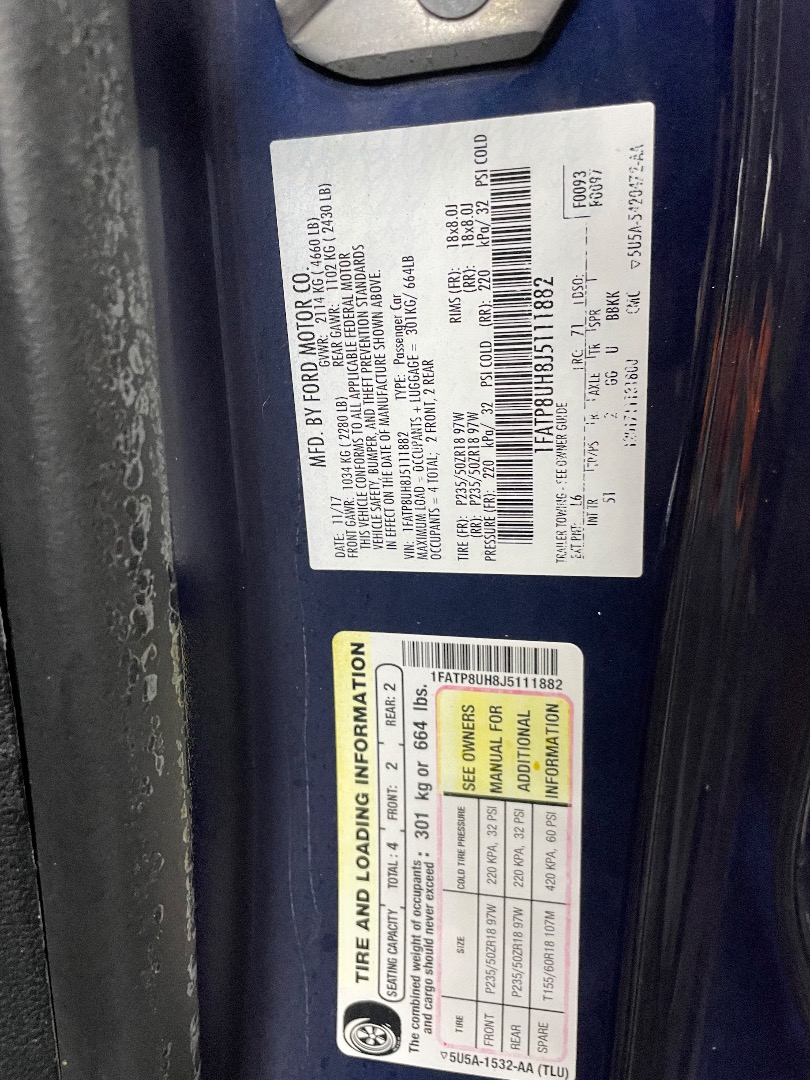 MFD. BY FORD MOTOR CO.
DATE: 11/17 GVWR: 2114 KG ( 4660 LB)
FRONT GAWR: 1034 KG ( 2280 LB) REAR GAWR: 1102 KG ( 2430 LB)
THIS VEHICLE CONFORMS TO ALL APPLICABLE FEDERAL MOTOR
VEHICLE SAFETY, BUMPER, AND THEFT PREVENTION STANDARDS
IN EFFECT ON THE DATE OF MANUFACTURE SHOWN ABOVE.
VIN: 1FATP8UH8J5111882 TYPE: Passenger Car
MAXIMUM LOAD = OCCUPANTS + LUGGAGE = 301KG/ 664LB
OCCUPANTS = 4 TOTAL; 2 FRONT, 2 REAR
TIRE (FR): P235/50ZR18 97W RIMS (FR): 18x8.0J
(RR): P235/50ZR18 97W (RR): 18x8.0J
PRESSURE (FR): 220 kPa/ 32 PSI COLD (RR): 220 kPa/ 32 PSI COLD
1FATP8UH8J5111882
TRAILER TOWING - SEE OWNER GUIDE
EXT PNT: L6 RC: 71 DSO: F0093
F0097
INT TR TP/PS R AXLE TR SPR
51 2 GG U BBKK
▽5U5A-5420472-AA
TIRE AND LOADING INFORMATION
SEATING CAPACITY TOTAL : 4 FRONT: 2 REAR: 2
The combined weight of occupants
and cargo should never exceed : 301 kg or 664 lbs.
1FATP8UH8J5111882
TIRE SIZE COLD TIRE PRESSURE SEE OWNERS
FRONT P235/50ZR18 97W 220 KPA, 32 PSI MANUAL FOR
REAR P235/50ZR18 97W 220 KPA, 32 PSI ADDITIONAL
SPARE T155/60R18 107M 420 KPA, 60 PSI INFORMATION
▽5U5A-1532-AA (TLU)